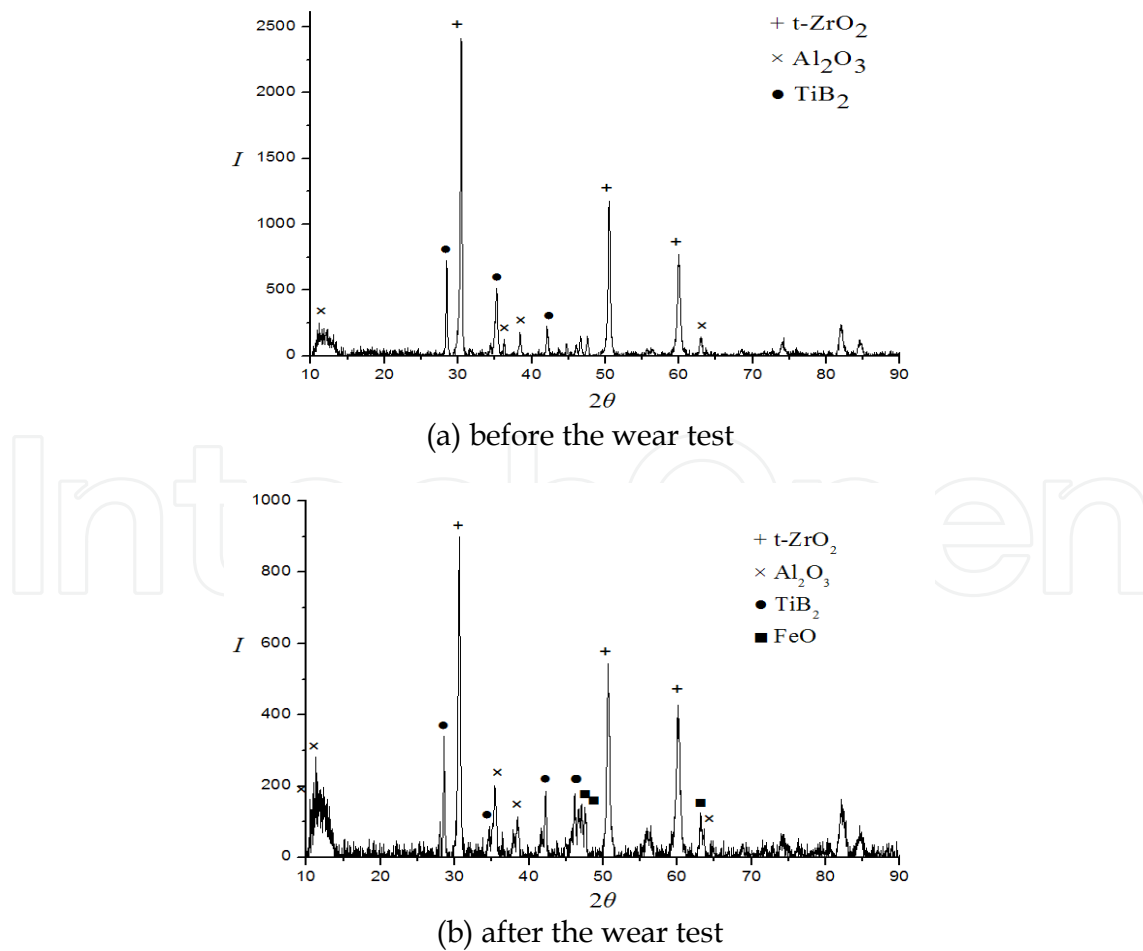 2500
2000
1500
1000
500
0
I
10 20 30 40 50 60 70 80 90
2θ
+ t-ZrO2
× Al2O3
● TiB2
(a) before the wear test
IntechOpen
1000
800
600
400
200
0
I
10 20 30 40 50 60 70 80 90
2θ
+ t-ZrO2
× Al2O3
● TiB2
■ FeO
(b) after the wear test